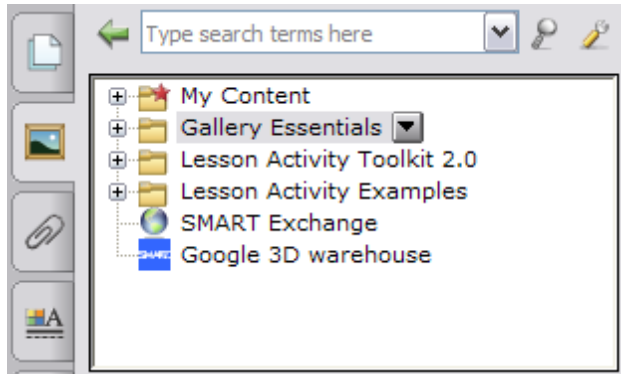 Type search terms here
My Content
Gallery Essentials
Lesson Activity Toolkit 2.0
Lesson Activity Examples
SMART Exchange
SMART Google 3D warehouse
A